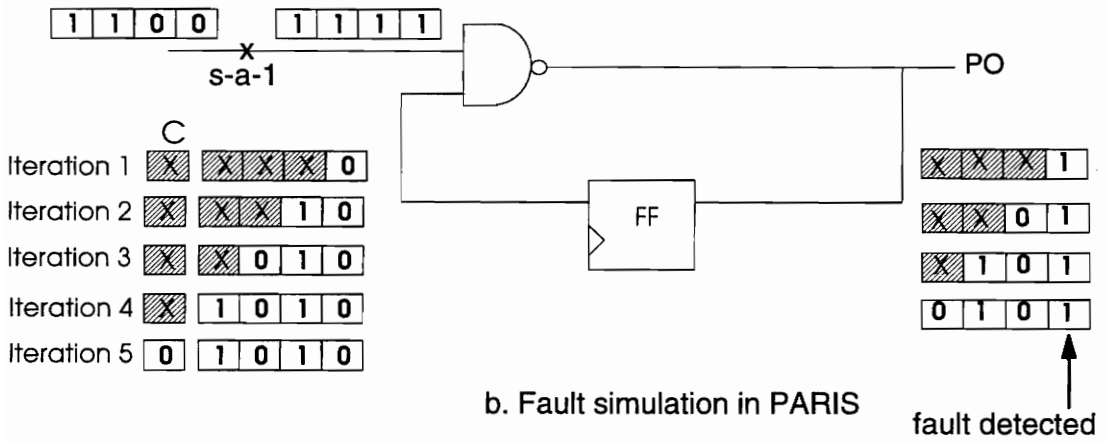 1 1 0 0 1 1 1 1
X
s-a-1
PO
C
Iteration 1 X X X X 0 X X X 1
Iteration 2 X X X 1 0 FF X X 0 1
Iteration 3 X X 0 1 0 X 1 0 1
Iteration 4 X 1 0 1 0 0 1 0 1
Iteration 5 0 1 0 1 0
b. Fault simulation in PARIS
fault detected